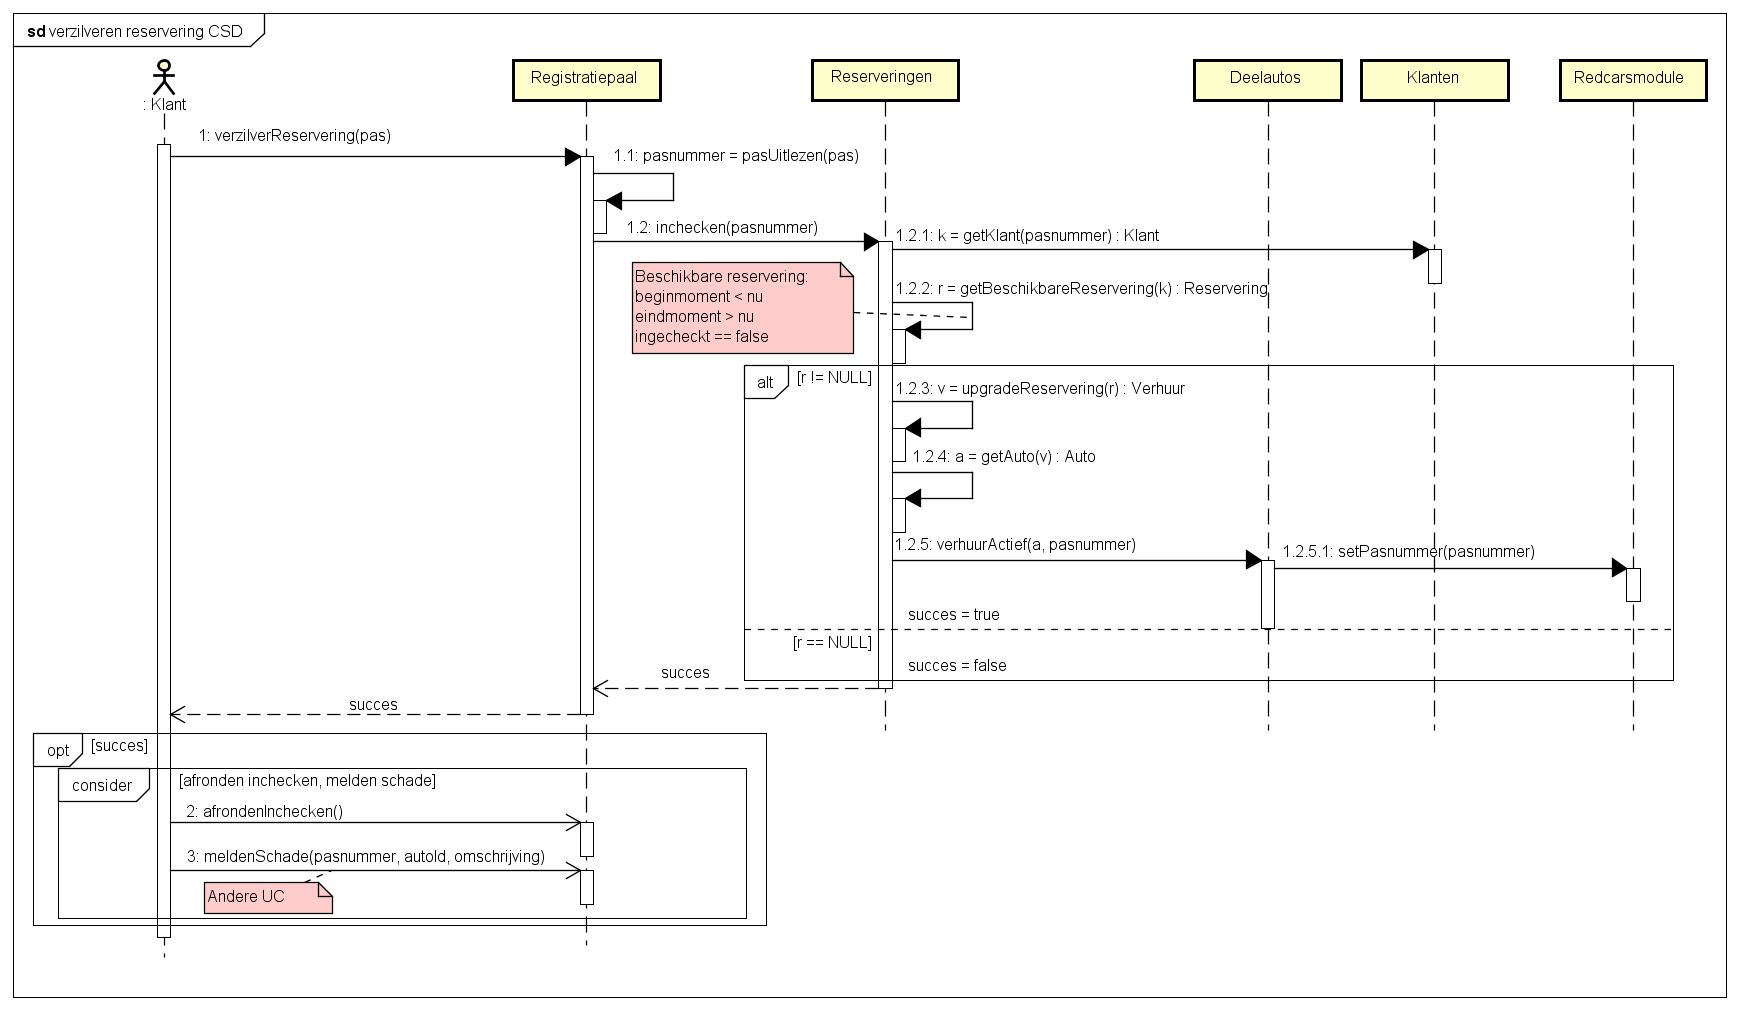 sd verzilveren reservering CSD
: Klant
Registratiepaal
Reserveringen
Deelautos
Klanten
Redcarsmodule
1: verzilverReservering(pas)
1.1: pasnummer = pasUitlezen(pas)
1.2: inchecken(pasnummer)
1.2.1: k = getKlant(pasnummer) : Klant
Beschikbare reservering:
beginmoment < nu
eindmoment > nu
ingecheckt == false
1.2.2: r = getBeschikbareReservering(k) : Reservering
alt
[r != NULL]
1.2.3: v = upgradeReservering(r) : Verhuur
1.2.4: a = getAuto(v) : Auto
1.2.5: verhuurActief(a, pasnummer)
1.2.5.1: setPasnummer(pasnummer)
succes = true
[r == NULL]
succes = false
succes
succes
opt
[succes]
consider
[afronden inchecken, melden schade]
2: afrondenInchecken()
3: meldenSchade(pasnummer, autoId, omschrijving)
Andere UC